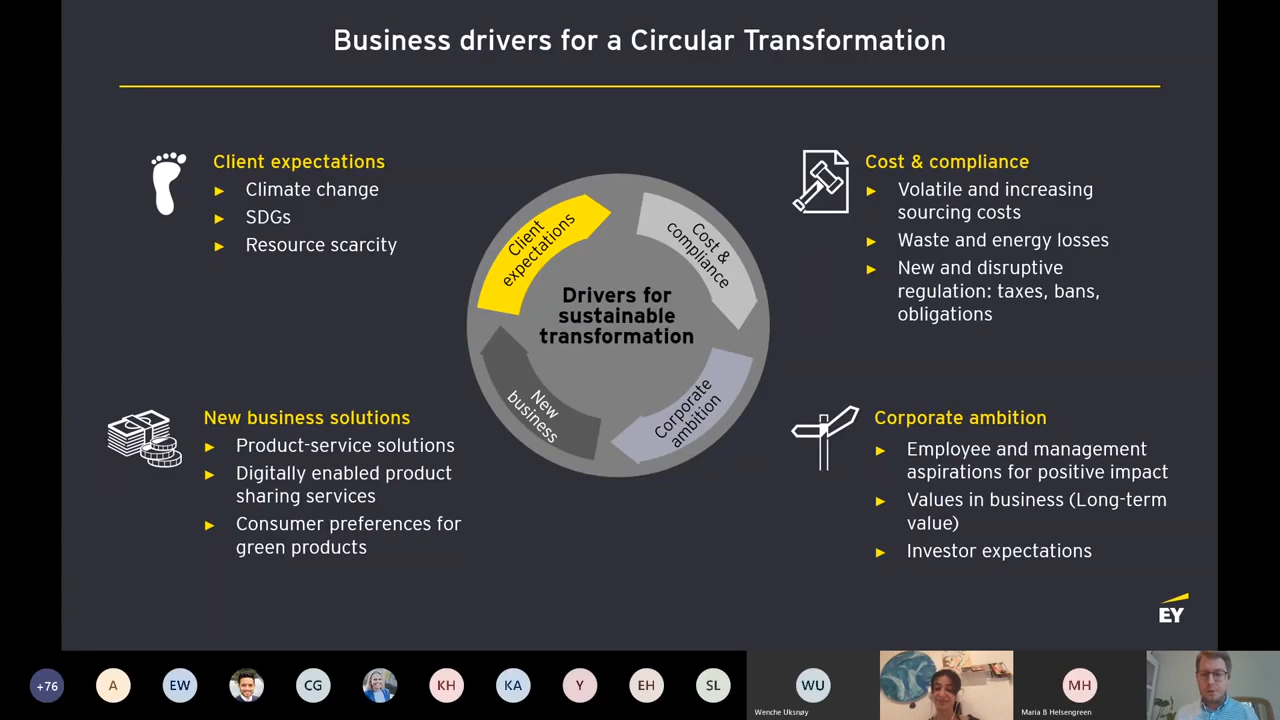 Business drivers for a Circular Transformation
Client expectations
► Climate change
► SDGs
► Resource scarcity
Cost & compliance
► Volatile and increasing
sourcing costs
► Waste and energy losses
► New and disruptive
regulation: taxes, bans,
obligations
Client
expectations
Cost &
compliance
Drivers for
sustainable
transformation
New
business
Corporate
ambition
New business solutions
► Product-service solutions
► Digitally enabled product
sharing services
► Consumer preferences for
green products
Corporate ambition
► Employee and management
aspirations for positive impact
► Values in business (Long-term
value)
► Investor expectations
EY
+76
A
EW
CG
KH
KA
Y
EH
SL
WU
Wenche Uksnøy
MH
Maria B Helsengreen